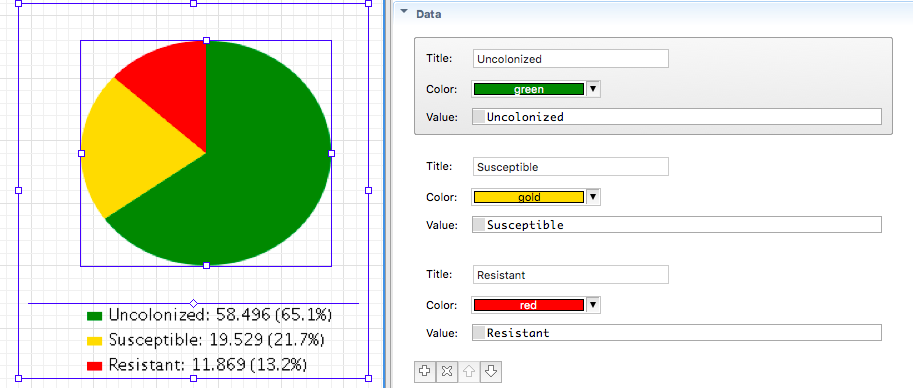 Uncolonized: 58.496 (65.1%)
Susceptible: 19.529 (21.7%)
Resistant: 11.869 (13.2%)
Data
Title: Uncolonized
Color: green
Value: Uncolonized
Title: Susceptible
Color: gold
Value: Susceptible
Title: Resistant
Color: red
Value: Resistant